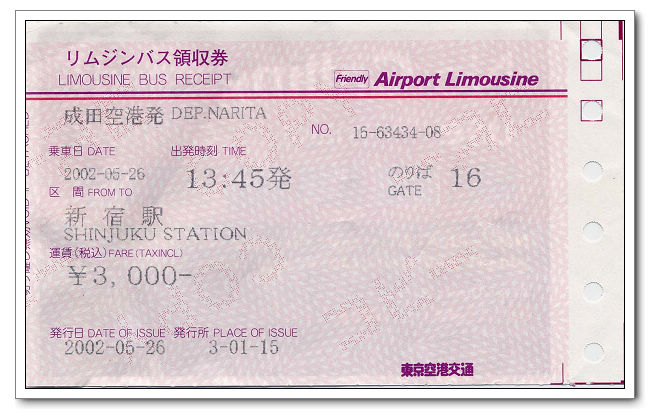 リムジンバス領収券
LIMOUSINE BUS RECEIPT
Friendly Airport Limousine
成田空港発 DEP.NARITA
NO. 15-63434-08
乗車日 DATE 出発時刻 TIME
2002-05-26 13:45発 のりば GATE 16
区 間 FROM TO
新 宿 駅
SHINJUKU STATION
運賃(税込) FARE (TAXINCL)
¥3,000-
発行日 DATE OF ISSUE 発行所 PLACE OF ISSUE
2002-05-26 3-01-15
東京空港交通